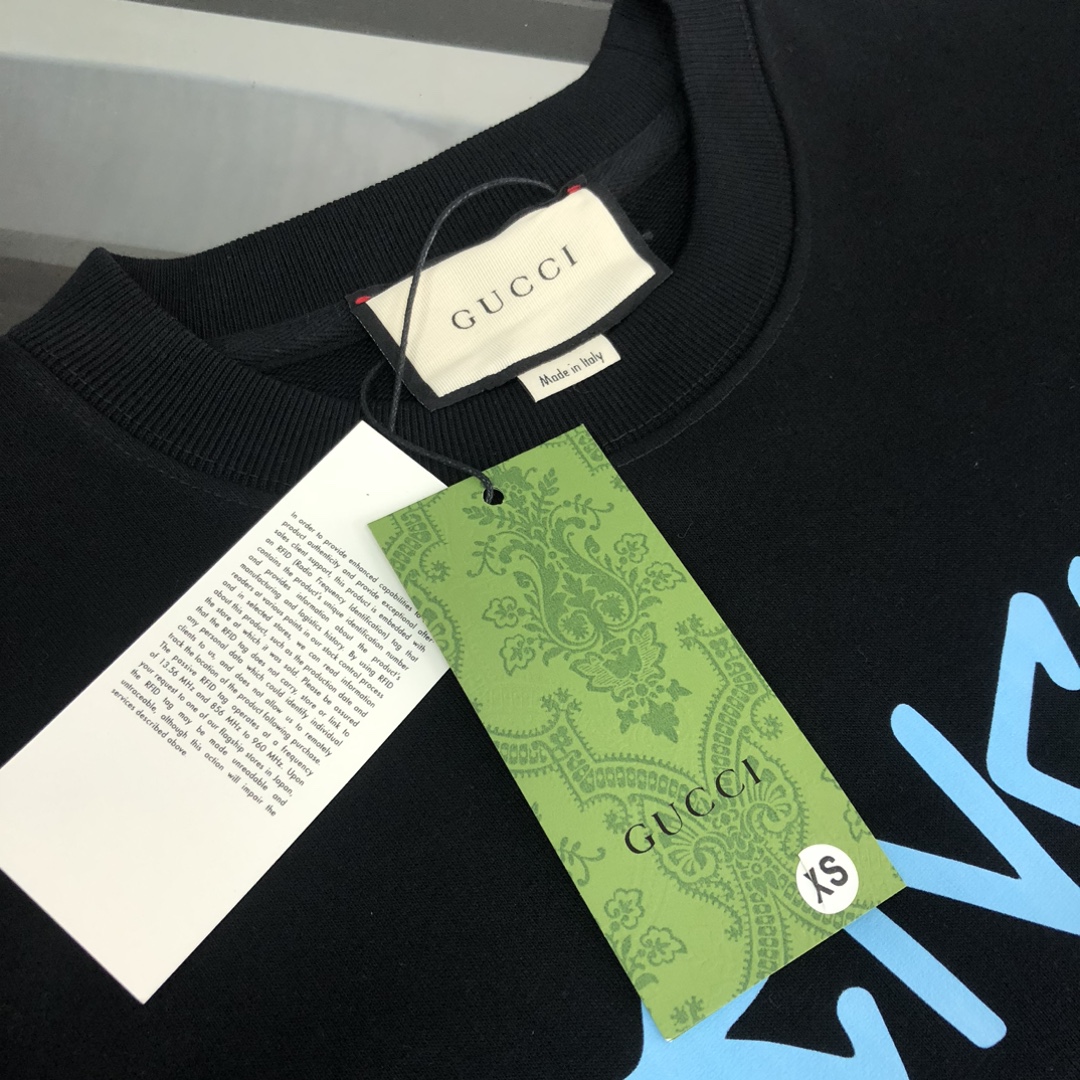 GUCCI
Made in Italy
In order to provide enhanced capabilities to
product authenticity and provide exceptional after
sales client support, this product is embedded with
an RFID (Radio Frequency Identification) tag that
contains the product's unique identification number
and provides information about the product's
manufacturing and logistics history. By using RFID
readers at various points in our stock control process
and in selected stores, we can read information
about this product, such as the production date and
the store at which it was sold. Please be assured
that the RFID tag does not carry, store or link to
any personal data which could identify individual
clients to us, and does not allow us to remotely
track the location of the product following purchase.
The passive RFID tag operates at a frequency
of 13.56 MHz and 856 MHz to 960 MHz. Upon
your request to one of our flagship stores in Japan,
the RFID tag may be made unreadable and
untraceable, although this action will impair the
services described above.
GUCCI
XS